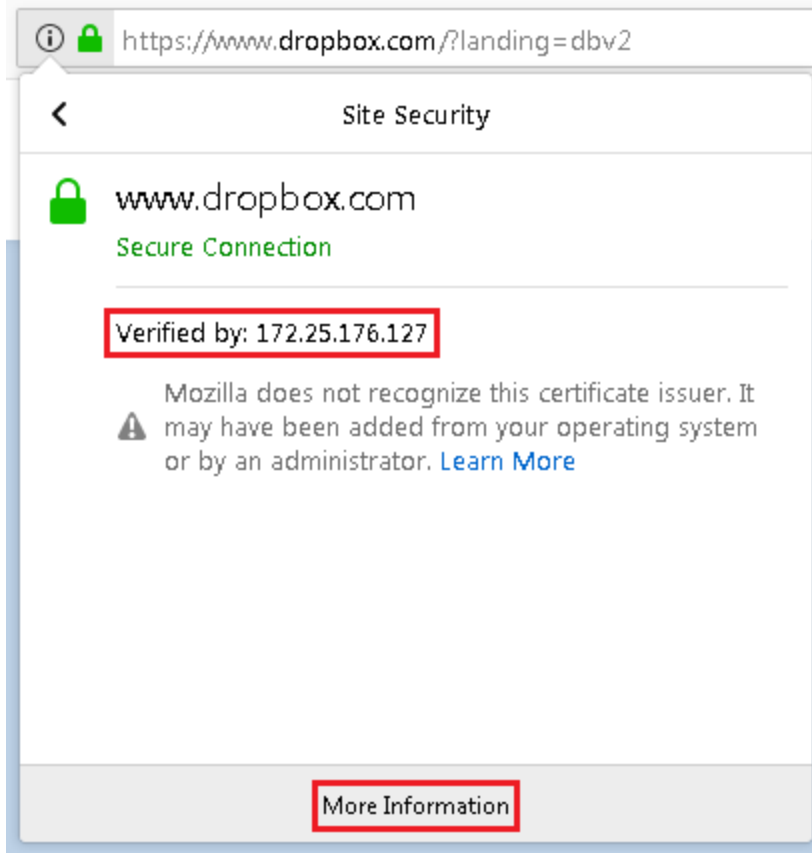 https://www.dropbox.com/?landing=dbv2
Site Security
www.dropbox.com
Secure Connection
Verified by: 172.25.176.127
Mozilla does not recognize this certificate issuer. It
may have been added from your operating system
or by an administrator. Learn More
More Information